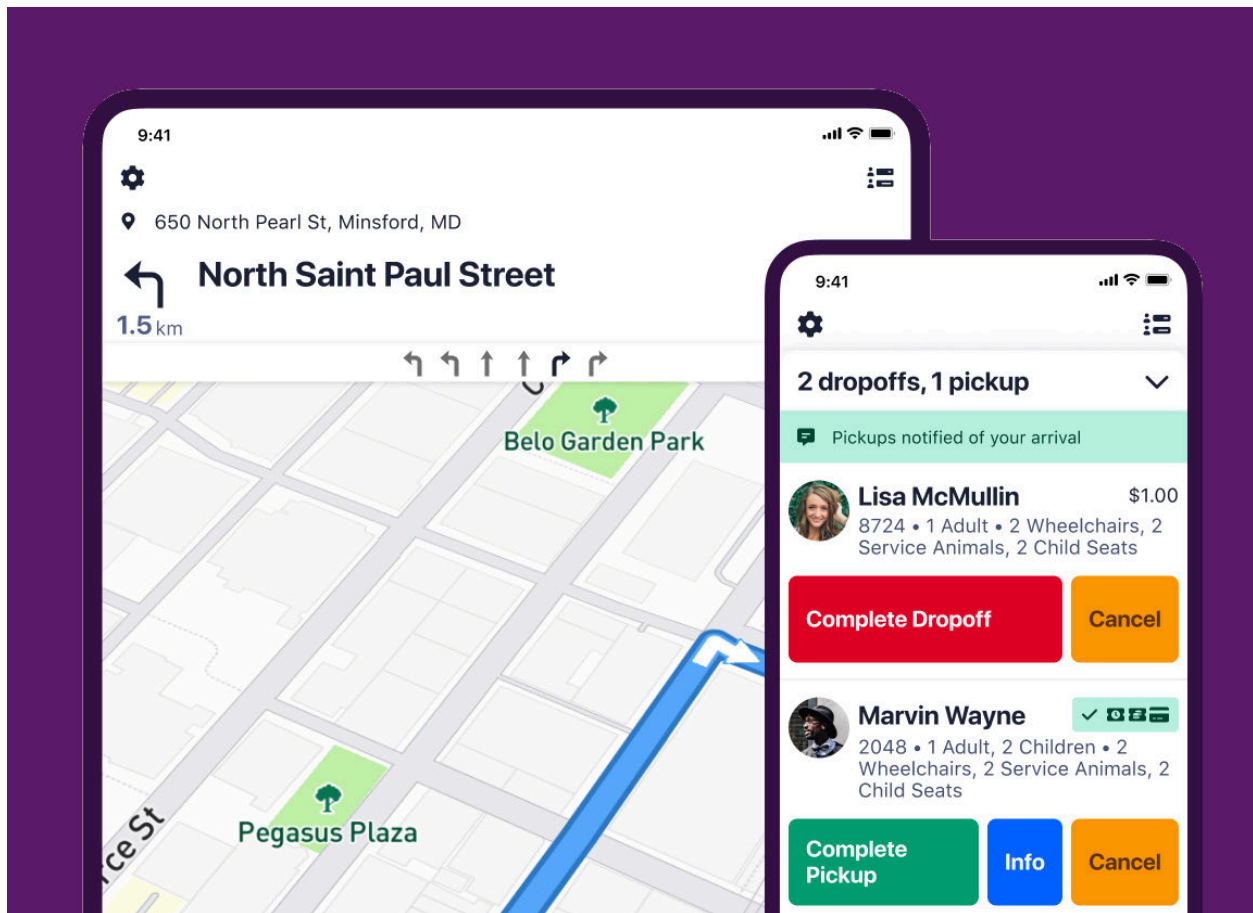 9:41
650 North Pearl St, Minsford, MD
North Saint Paul Street
1.5 km
Belo Garden Park
Pegasus Plaza
rce St
9:41
2 dropoffs, 1 pickup
Pickups notified of your arrival
Lisa McMullin
$1.00
8724 • 1 Adult • 2 Wheelchairs, 2
Service Animals, 2 Child Seats
Complete Dropoff
Cancel
Marvin Wayne
2048 • 1 Adult, 2 Children • 2
Wheelchairs, 2 Service Animals, 2
Child Seats
Complete
Pickup
Info
Cancel